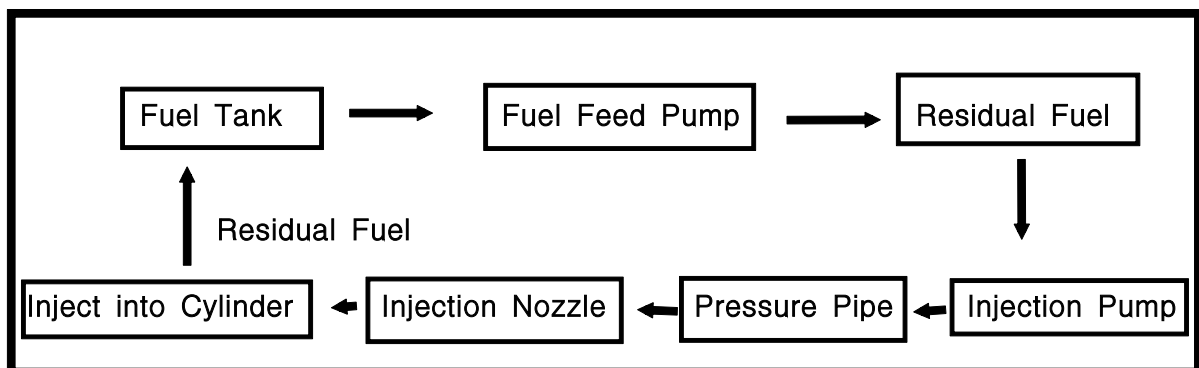 Fuel Tank
Fuel Feed Pump
Residual Fuel
Residual Fuel
Inject into Cylinder
Injection Nozzle
Pressure Pipe
Injection Pump